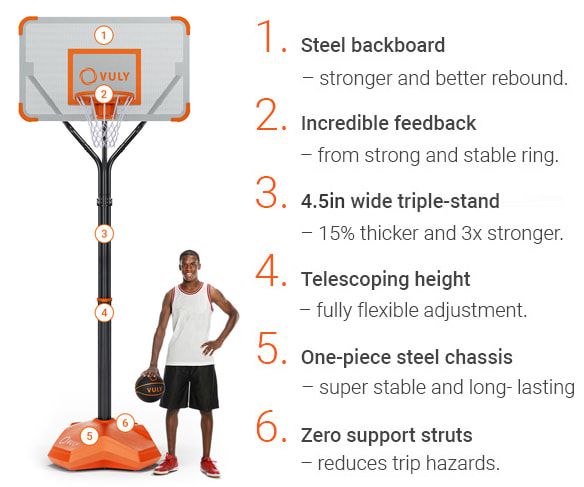 1
VULY
2
3
4
VULY
6
5
VULY
1. Steel backboard
– stronger and better rebound.
2. Incredible feedback
– from strong and stable ring.
3. 4.5in wide triple-stand
– 15% thicker and 3x stronger.
4. Telescoping height
– fully flexible adjustment.
5. One-piece steel chassis
– super stable and long- lasting
6. Zero support struts
– reduces trip hazards.